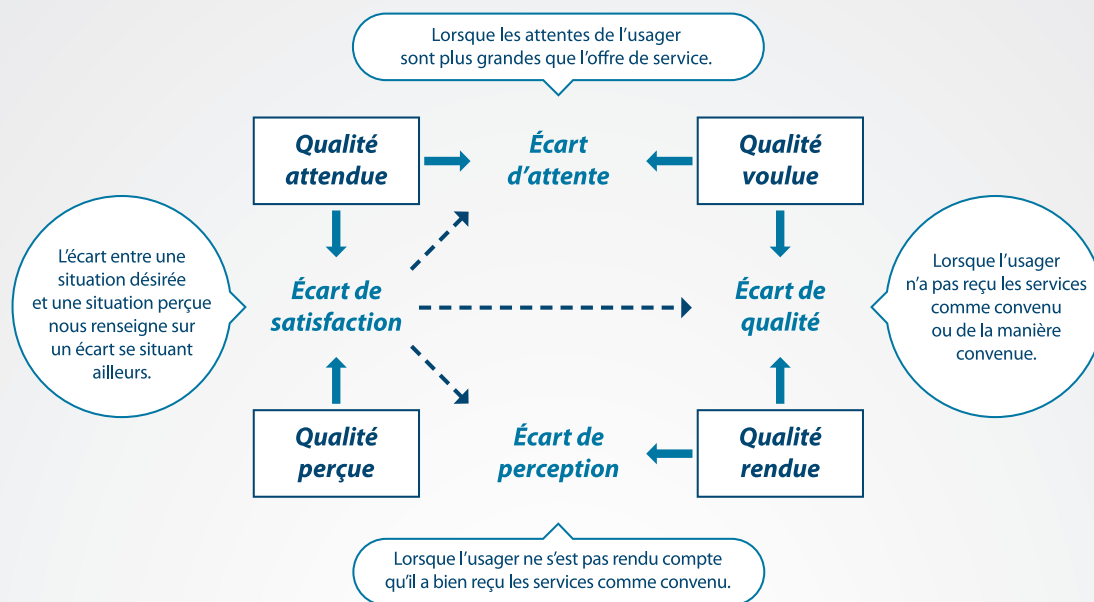 Lorsque les attentes de l’usager
sont plus grandes que l’offre de service.
Qualité
attendue
Écart
d’attente
Qualité
voulue
L’écart entre une
situation désirée
et une situation perçue
nous renseigne sur
un écart se situant
ailleurs.
Écart de
satisfaction
Écart de
qualité
Lorsque l’usager
n’a pas reçu les services
comme convenu
ou de la manière
convenue.
Qualité
perçue
Écart de
perception
Qualité
rendue
Lorsque l’usager ne s’est pas rendu compte
qu’il a bien reçu les services comme convenu.